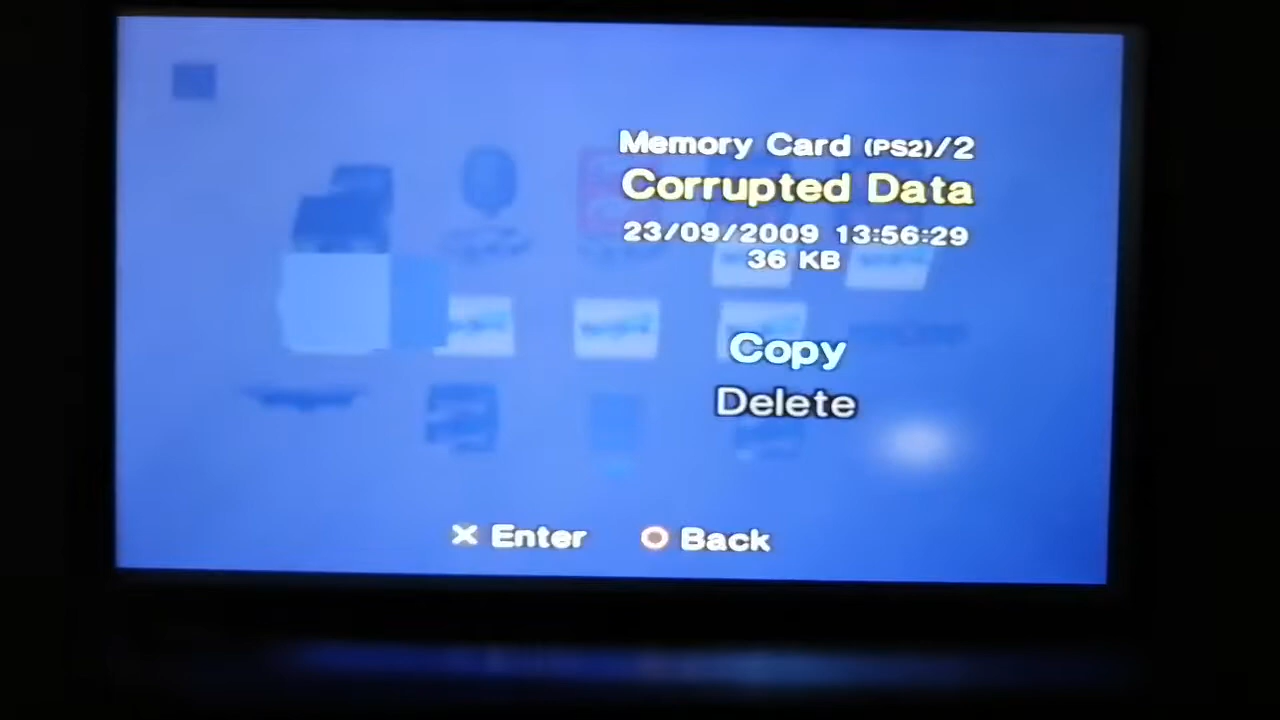 Memory Card (PS2)/2
Corrupted Data
23/09/2009 13:56:29
36 KB
Copy
Delete
Enter
Back